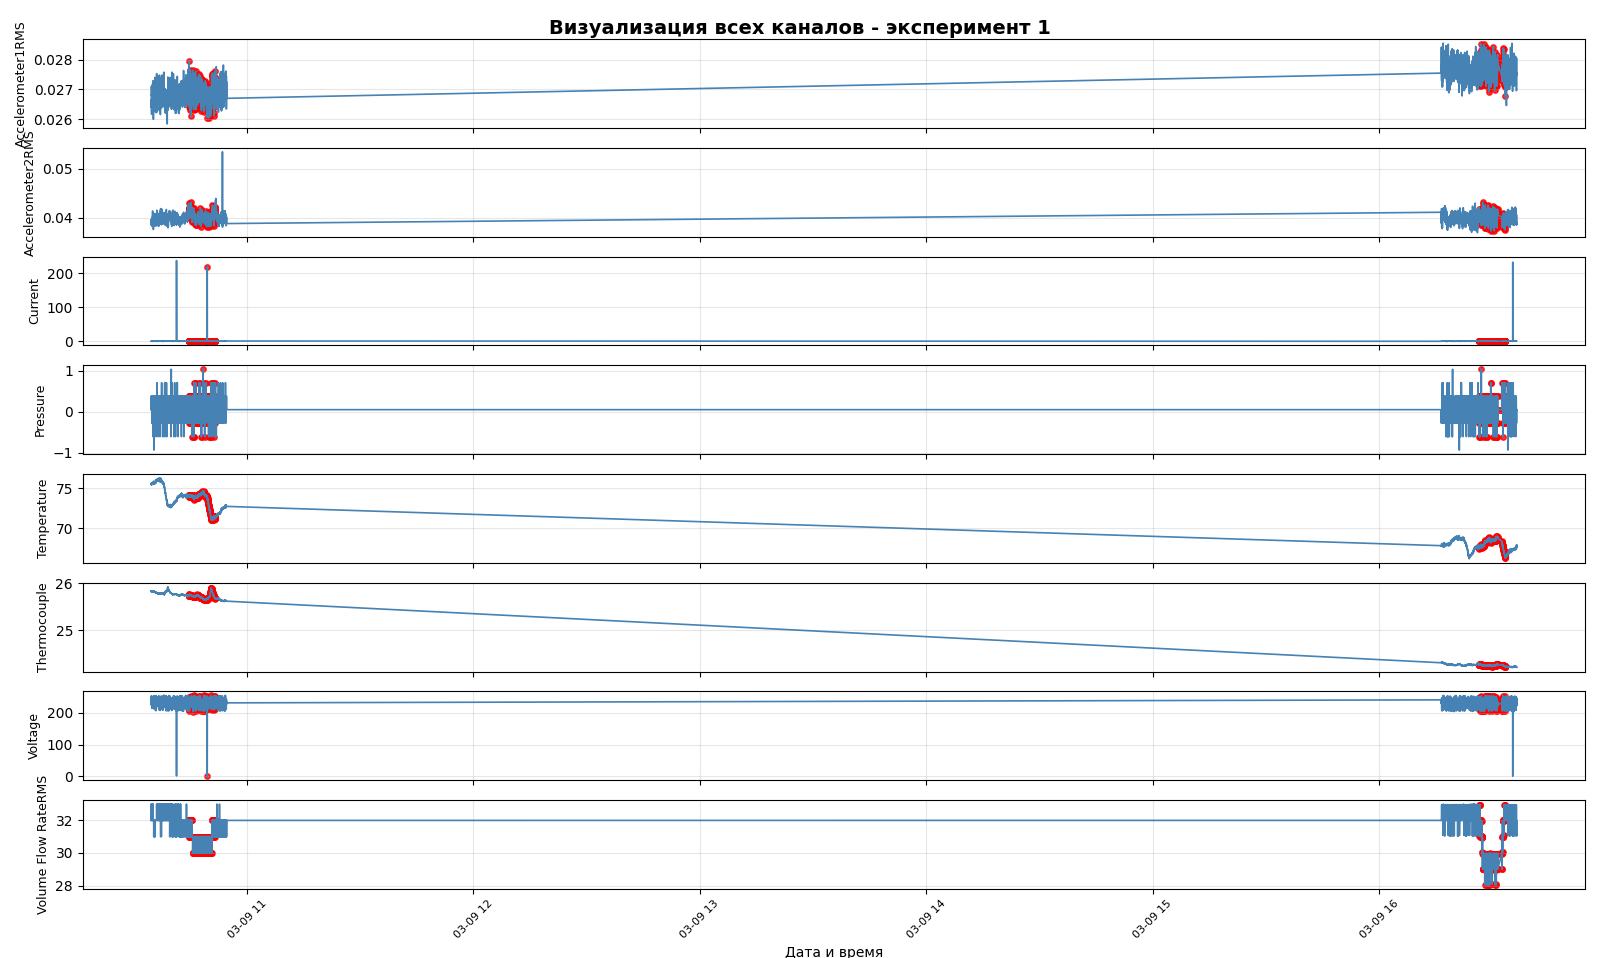 Визуализация всех каналов - эксперимент 1
Accelerometer1RMS
0.028
0.027
0.026
Accelerometer2RMS
0.05
0.04
Current
200
100
0
Pressure
1
0
−1
Temperature
75
70
Thermocouple
26
25
Voltage
200
100
0
Volume Flow RateRMS
32
30
28
03-09 11
03-09 12
03-09 13
03-09 14
03-09 15
03-09 16
Дата и время